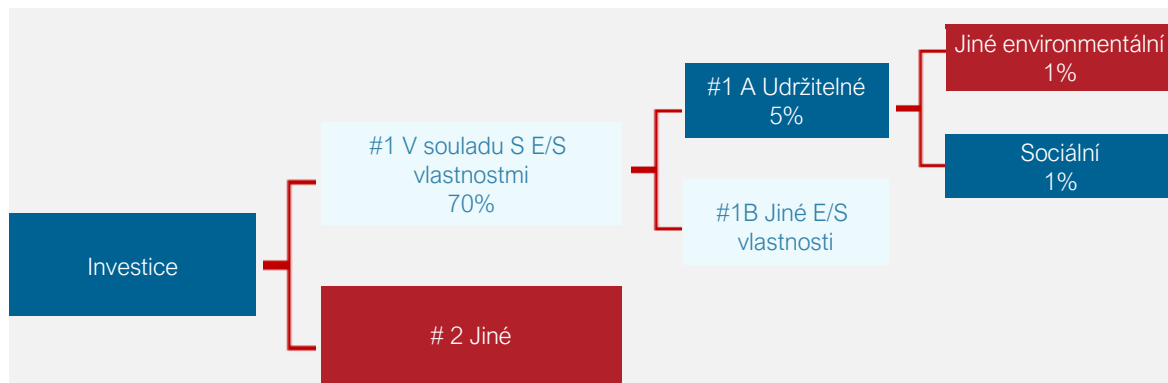 Investice
#1 V souladu S E/S
vlastnostmi
70%
# 2 Jiné
#1 A Udržitelné
5%
#1B Jiné E/S
vlastnosti
Jiné environmentální
1%
Sociální
1%